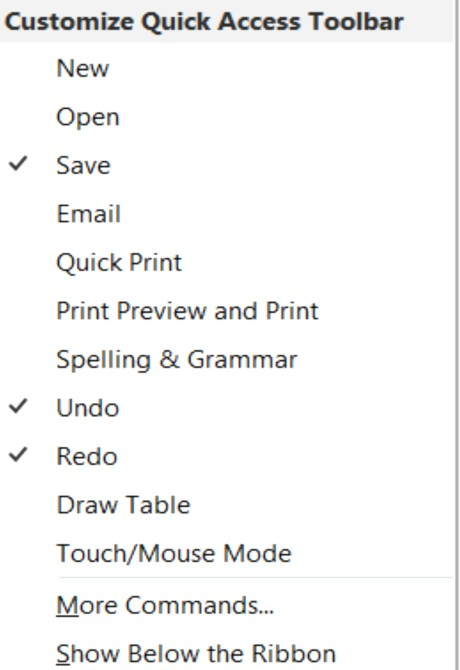 Customize Quick Access Toolbar
New
Open
Save
Email
Quick Print
Print Preview and Print
Spelling & Grammar
Undo
Redo
Draw Table
Touch/Mouse Mode
More Commands...
Show Below the Ribbon